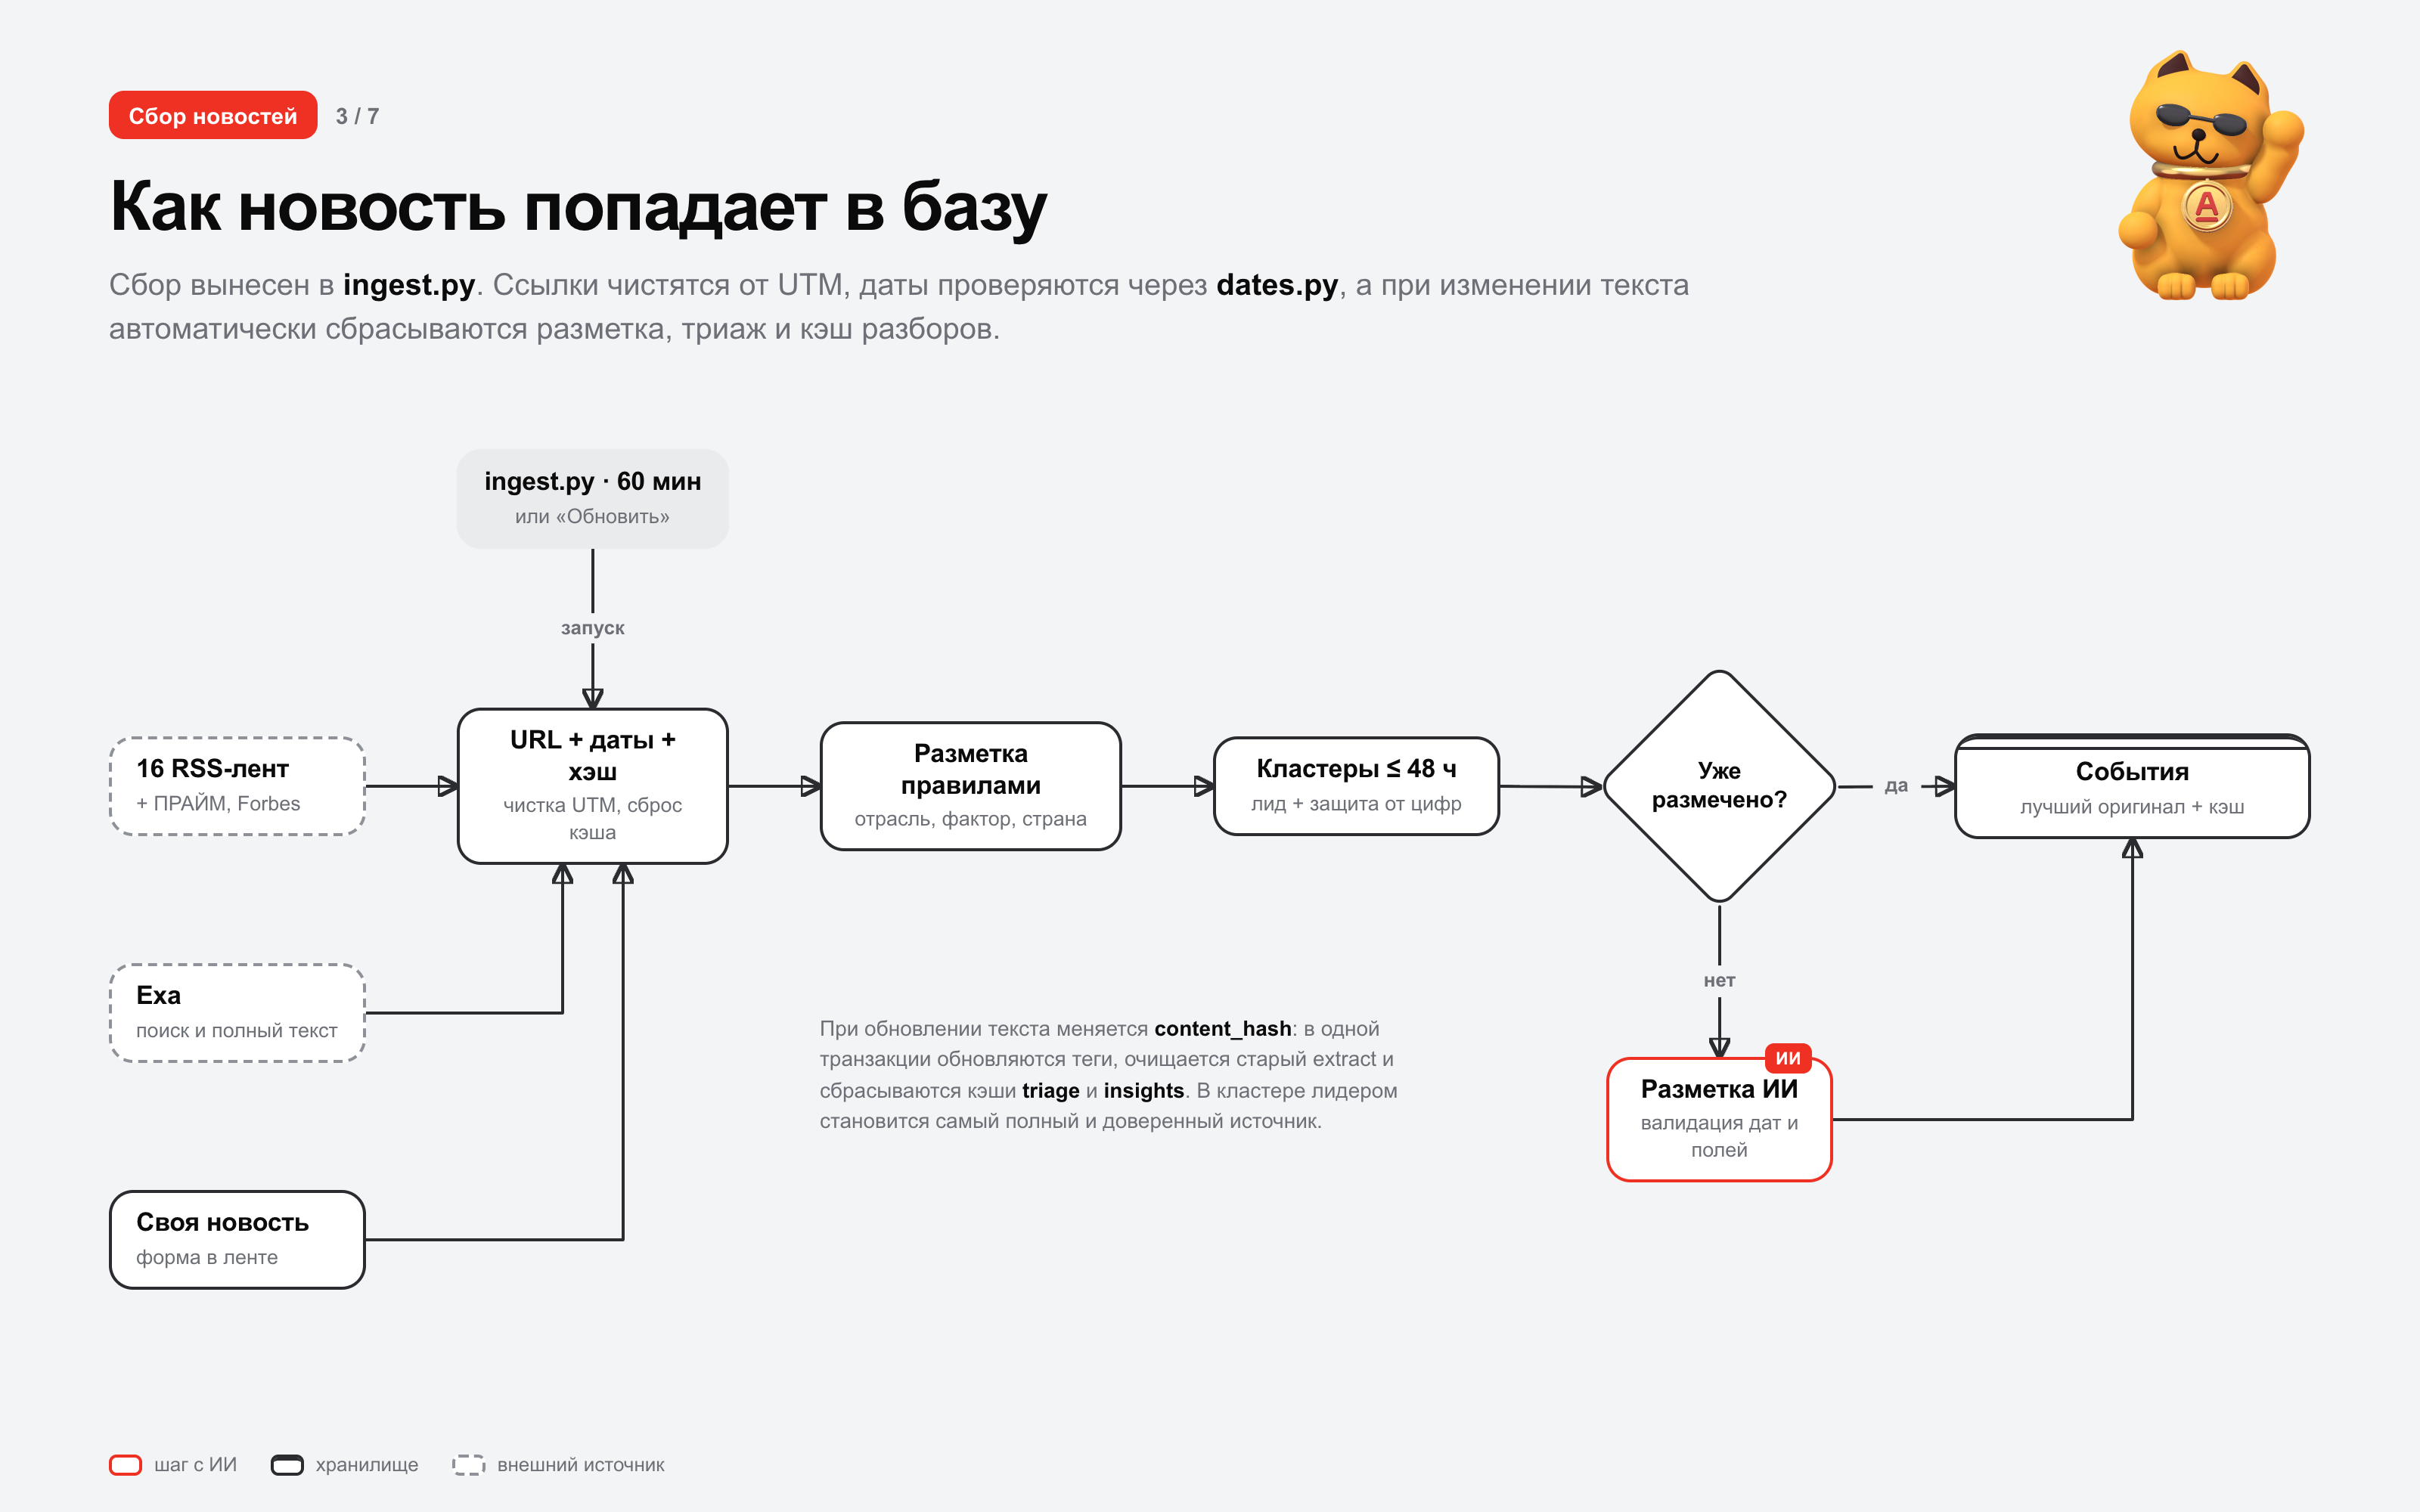 Сбор новостей 3 / 7
Как новость попадает в базу
Сбор вынесен в ingest.py. Ссылки чистятся от UTM, даты проверяются через dates.py, а при изменении текста
автоматически сбрасываются разметка, триаж и кэш разборов.
A
ingest.py · 60 мин
или «Обновить»
запуск
16 RSS-лент
+ ПРАЙМ, Forbes
URL + даты +
хэш
чистка UTM, сброс
кэша
Разметка
правилами
отрасль, фактор, страна
Кластеры ≤ 48 ч
лид + защита от цифр
Уже
размечено?
да
События
лучший оригинал + кэш
Exa
поиск и полный текст
нет
При обновлении текста меняется content_hash: в одной
транзакции обновляются теги, очищается старый extract и
сбрасываются кэши triage и insights. В кластере лидером
становится самый полный и доверенный источник.
ИИ
Разметка ИИ
валидация дат и
полей
Своя новость
форма в ленте
шаг с ИИ хранилище внешний источник